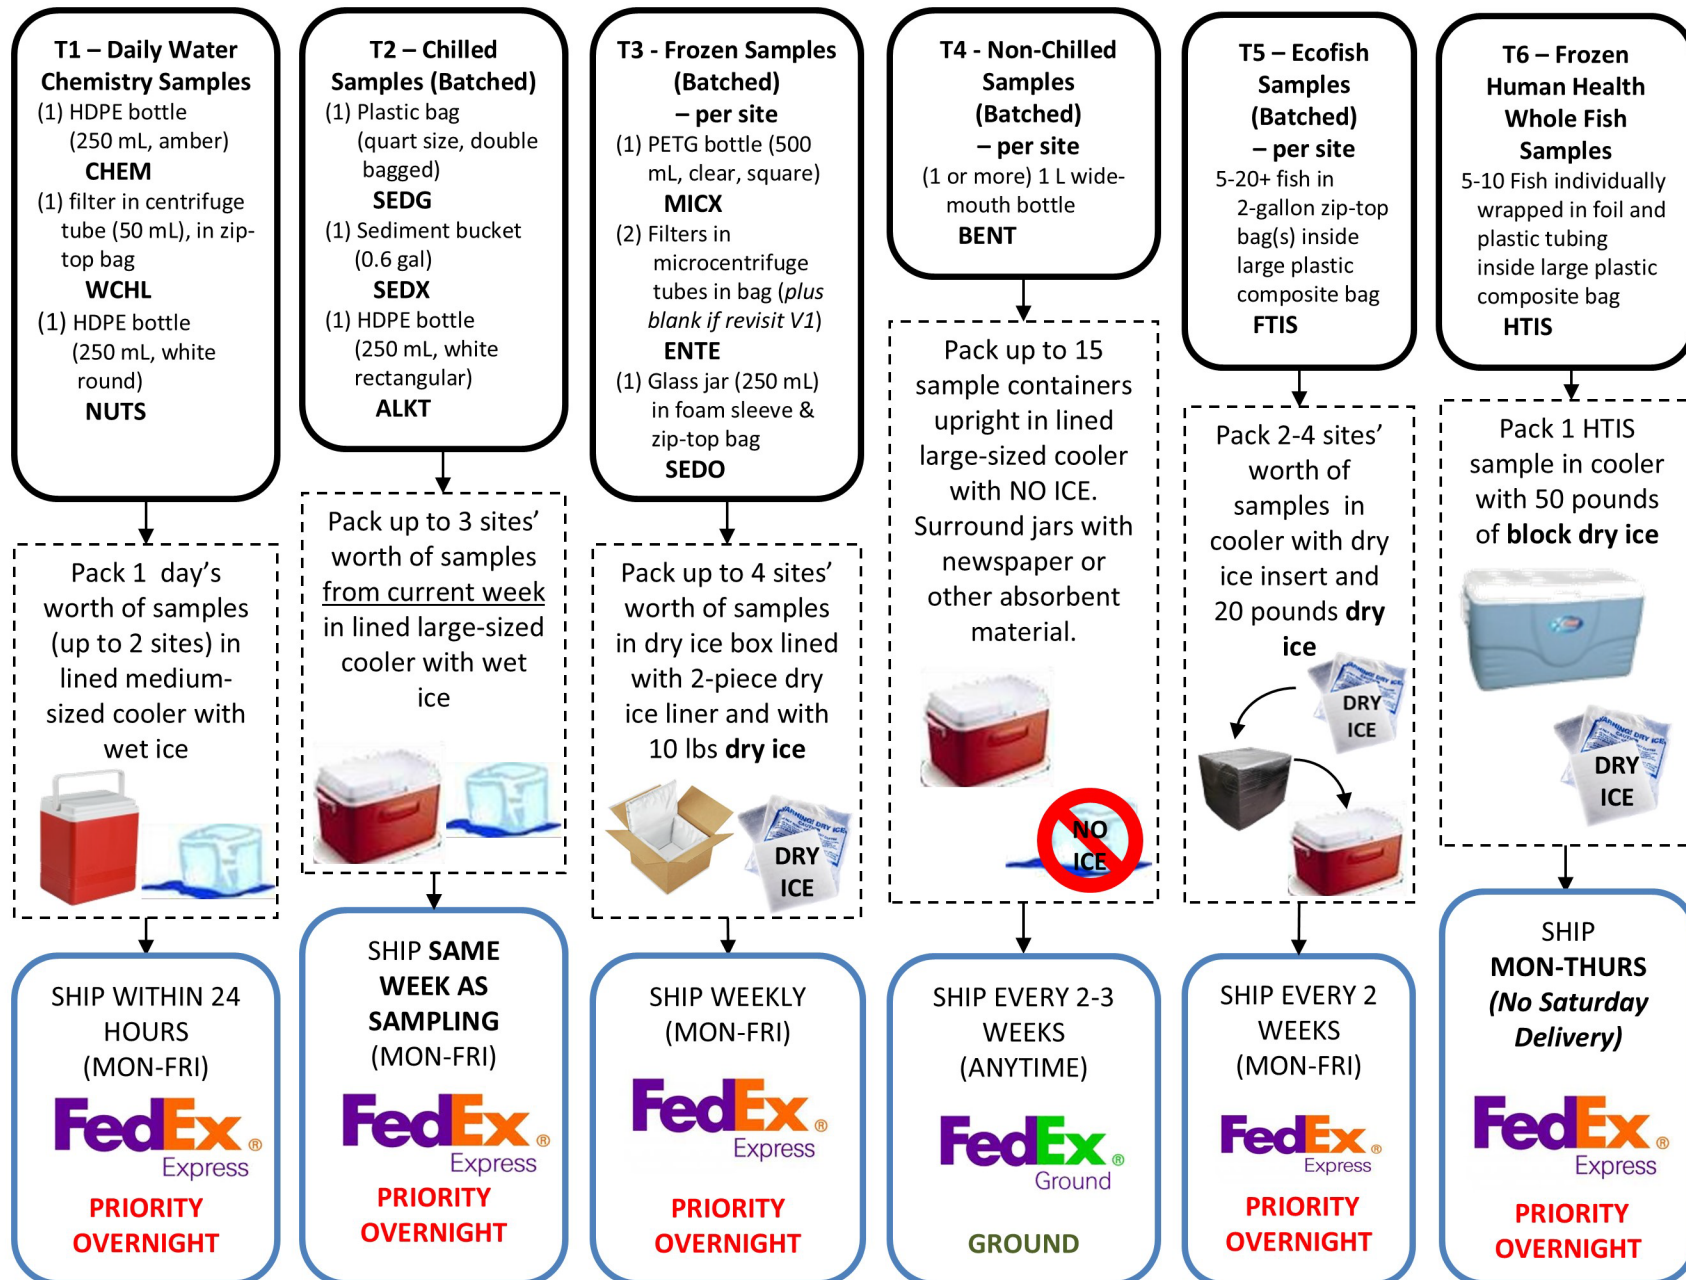 T1 – Daily Water
Chemistry Samples
(1) HDPE bottle
(250 mL, amber)
CHEM
(1) filter in centrifuge
tube (50 mL), in zip-
top bag
WCHL
(1) HDPE bottle
(250 mL, white
round)
NUTS
Pack 1 day's
worth of samples
(up to 2 sites) in
lined medium-
sized cooler with
wet ice
SHIP WITHIN 24
HOURS
(MON-FRI)
FedEx®
Express
PRIORITY
OVERNIGHT
T2 – Chilled
Samples (Batched)
(1) Plastic bag
(quart size, double
bagged)
SEDG
(1) Sediment bucket
(0.6 gal)
SEDX
(1) HDPE bottle
(250 mL, white
rectangular)
ALKT
Pack up to 3 sites'
worth of samples
from current week
in lined large-sized
cooler with wet
ice
SHIP SAME
WEEK AS
SAMPLING
(MON-FRI)
FedEx®
Express
PRIORITY
OVERNIGHT
T3 - Frozen Samples
(Batched)
– per site
(1) PETG bottle (500
mL, clear, square)
MICX
(2) Filters in
microcentrifuge
tubes in bag (plus
blank if revisit V1)
ENTE
(1) Glass jar (250 mL)
in foam sleeve &
zip-top bag
SEDO
Pack up to 4 sites'
worth of samples
in dry ice box lined
with 2-piece dry
ice liner and with
10 lbs dry ice
WARNING! DRY ICE
DRY
ICE
SHIP WEEKLY
(MON-FRI)
FedEx®
Express
PRIORITY
OVERNIGHT
T4 - Non-Chilled
Samples
(Batched)
– per site
(1 or more) 1 L wide-
mouth bottle
BENT
Pack up to 15
sample containers
upright in lined
large-sized cooler
with NO ICE.
Surround jars with
newspaper or
other absorbent
material.
NO
ICE
SHIP EVERY 2-3
WEEKS
(ANYTIME)
FedEx®
Ground
GROUND
T5 – Ecofish
Samples
(Batched)
– per site
5-20+ fish in
2-gallon zip-top
bag(s) inside
large plastic
composite bag
FTIS
Pack 2-4 sites'
worth of
samples in
cooler with dry
ice insert and
20 pounds dry
ice
WARNING! DRY ICE
DRY
ICE
SHIP EVERY 2
WEEKS
(MON-FRI)
FedEx®
Express
PRIORITY
OVERNIGHT
T6 – Frozen
Human Health
Whole Fish
Samples
5-10 Fish individually
wrapped in foil and
plastic tubing
inside large plastic
composite bag
HTIS
Pack 1 HTIS
sample in cooler
with 50 pounds
of block dry ice
WARNING! DRY ICE
DRY
ICE
SHIP
MON-THURS
(No Saturday
Delivery)
FedEx®
Express
PRIORITY
OVERNIGHT